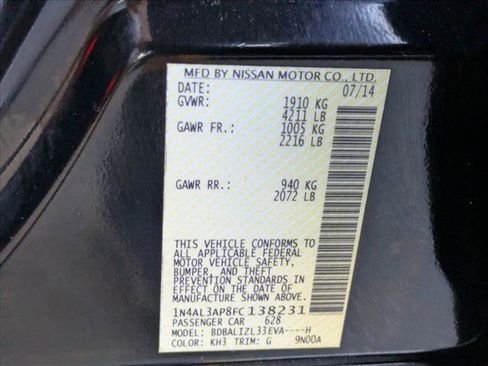 MFD BY NISSAN MOTOR CO., LTD.
DATE: 07/14
GVWR: 1910 KG
4211 LB
GAWR FR.: 1005 KG
2216 LB
GAWR RR.: 940 KG
2072 LB
THIS VEHICLE CONFORMS TO
ALL APPLICABLE FEDERAL
MOTOR VEHICLE SAFETY,
BUMPER, AND THEFT
PREVENTION STANDARDS
IN EFFECT ON THE DATE OF
MANUFACTURE SHOWN ABOVE.
1N4AL3AP8FC138231
PASSENGER CAR 628
MODEL: BDBALIZL33EVA----H
COLOR: KH3 TRIM: G 9N00A